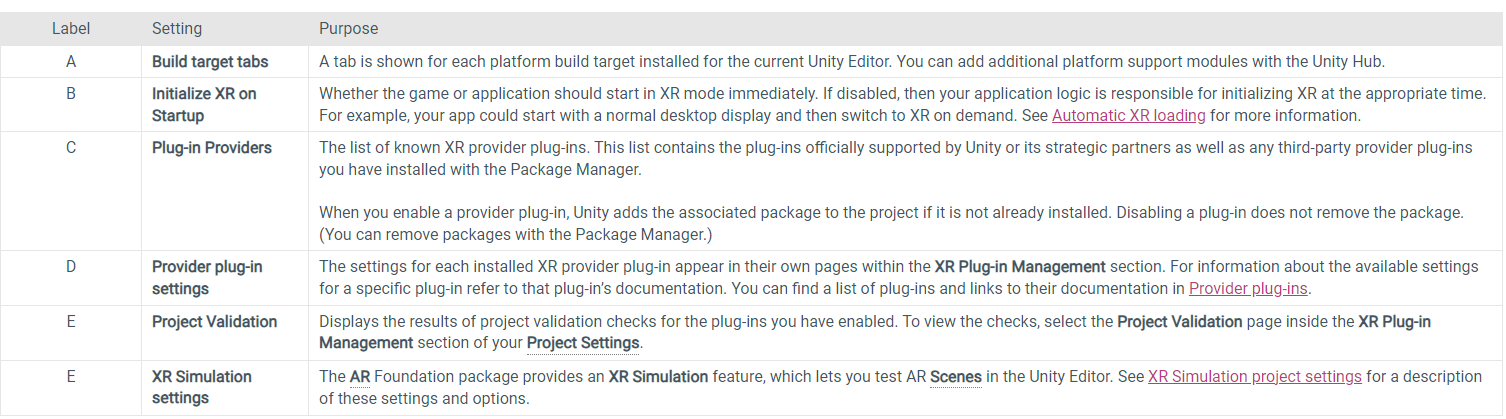 Label Setting Purpose
A Build target tabs A tab is shown for each platform build target installed for the current Unity Editor. You can add additional platform support modules with the Unity Hub.
B Initialize XR on Whether the game or application should start in XR mode immediately. If disabled, then your application logic is responsible for initializing XR at the appropriate time.
Startup For example, your app could start with a normal desktop display and then switch to XR on demand. See Automatic XR loading for more information.
C Plug-in Providers The list of known XR provider plug-ins. This list contains the plug-ins officially supported by Unity or its strategic partners as well as any third-party provider plug-ins
you have installed with the Package Manager.
When you enable a provider plug-in, Unity adds the associated package to the project if it is not already installed. Disabling a plug-in does not remove the package.
(You can remove packages with the Package Manager.)
D Provider plug-in The settings for each installed XR provider plug-in appear in their own pages within the XR Plug-in Management section. For information about the available settings
settings for a specific plug-in refer to that plug-in's documentation. You can find a list of plug-ins and links to their documentation in Provider plug-ins.
E Project Validation Displays the results of project validation checks for the plug-ins you have enabled. To view the checks, select the Project Validation page inside the XR Plug-in
Management section of your Project Settings.
E XR Simulation The AR Foundation package provides an XR Simulation feature, which lets you test AR Scenes in the Unity Editor. See XR Simulation project settings for a description
settings of these settings and options.